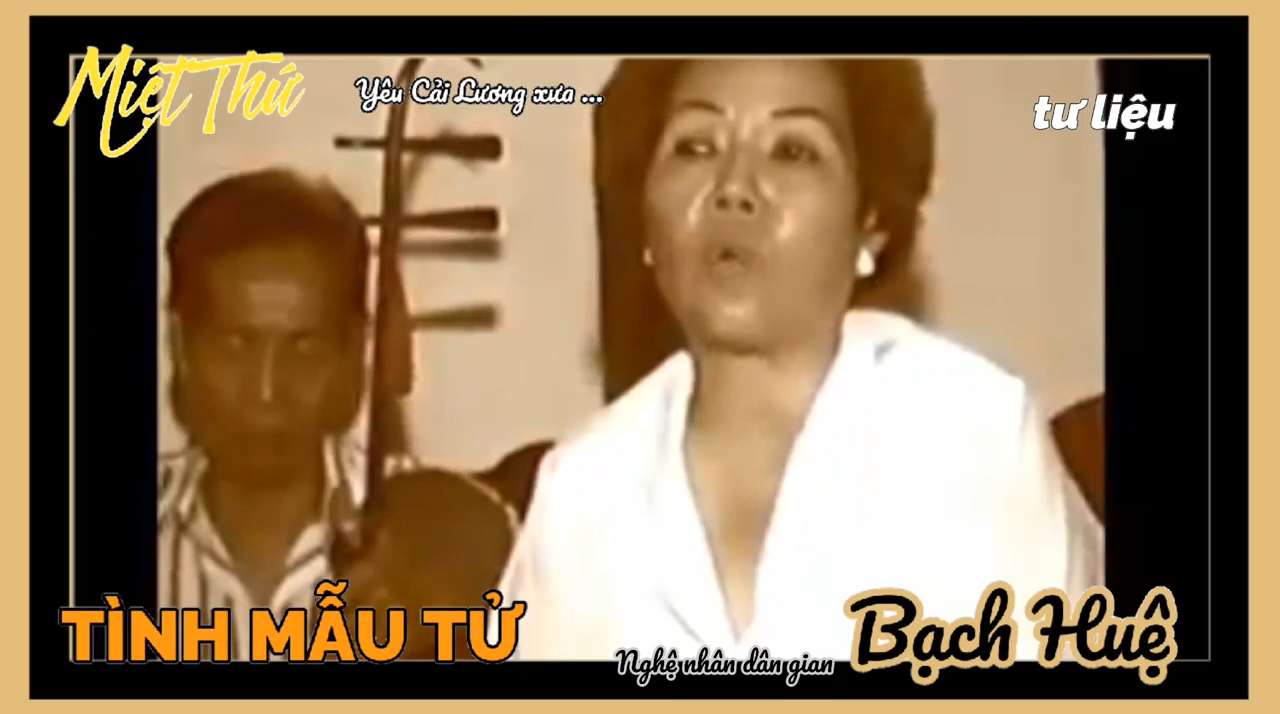 Miệt Thứ
Yêu Cải Lương xưa ...
tư liệu
TÌNH MẪU TỬ
Nghệ nhân dân gian
Bạch Huệ